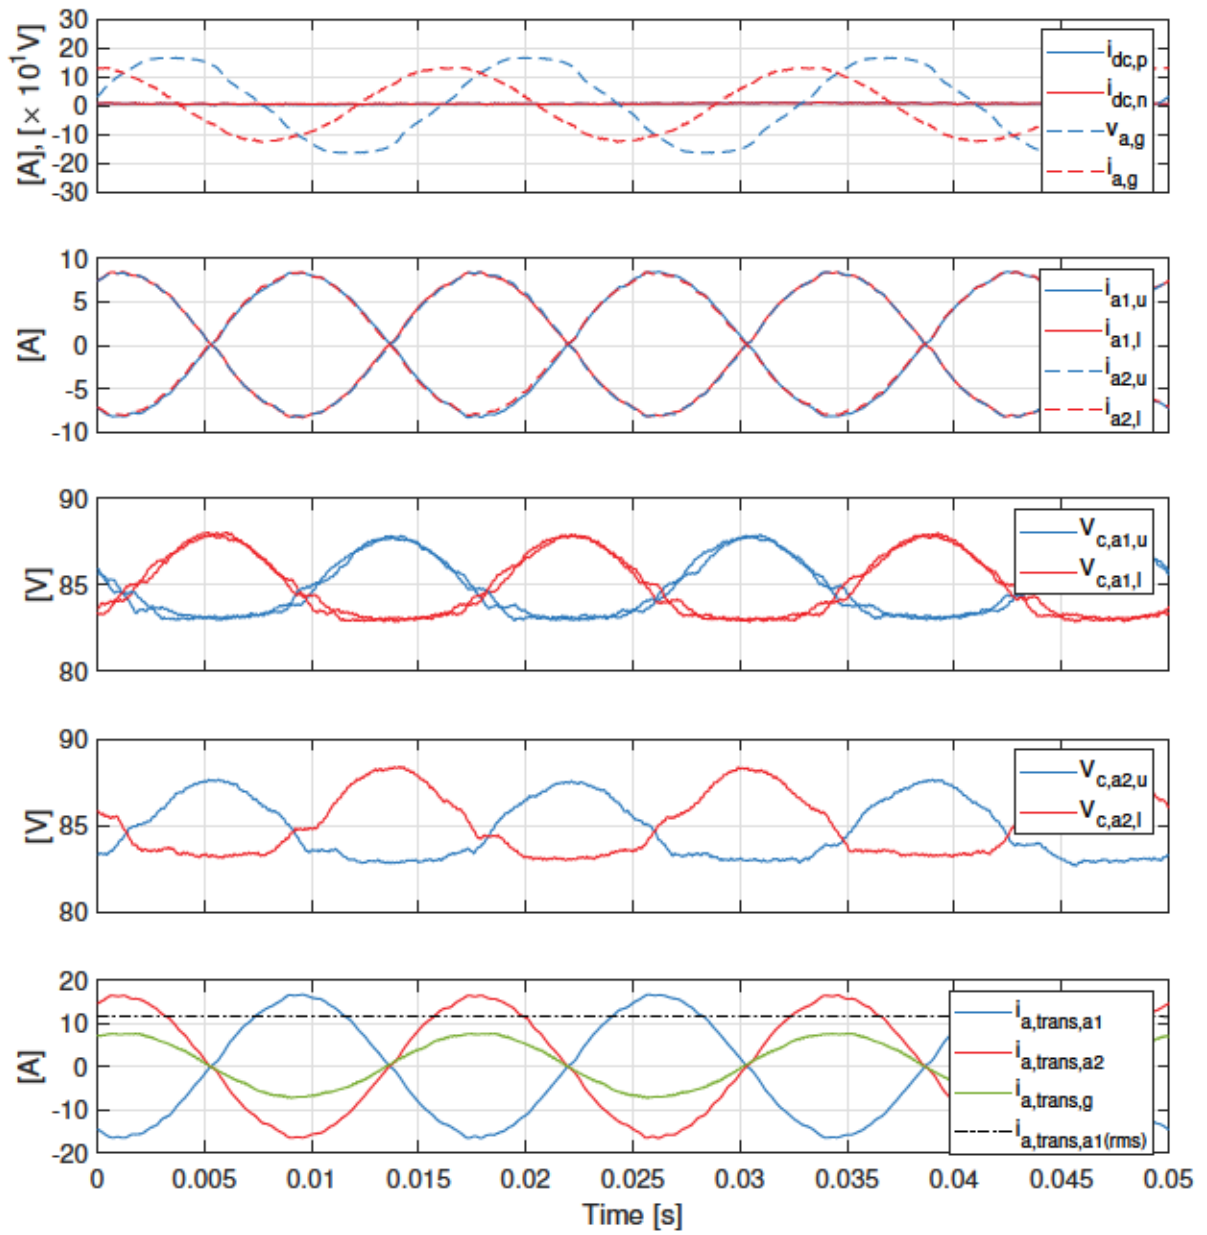 [A], [× 10¹V]
30
20
10
0
-10
-20
-30
i_dc,p
i_dc,n
v_a,g
i_a,g
[A]
10
5
0
-5
-10
i_a1,u
i_a1,l
i_a2,u
i_a2,l
[V]
90
85
80
V_c,a1,u
V_c,a1,l
[V]
90
85
80
V_c,a2,u
V_c,a2,l
[A]
20
10
0
-10
-20
i_a,trans,a1
i_a,trans,a2
i_a,trans,g
i_a,trans,a1(rms)
0 0.005 0.01 0.015 0.02 0.025 0.03 0.035 0.04 0.045 0.05
Time [s]